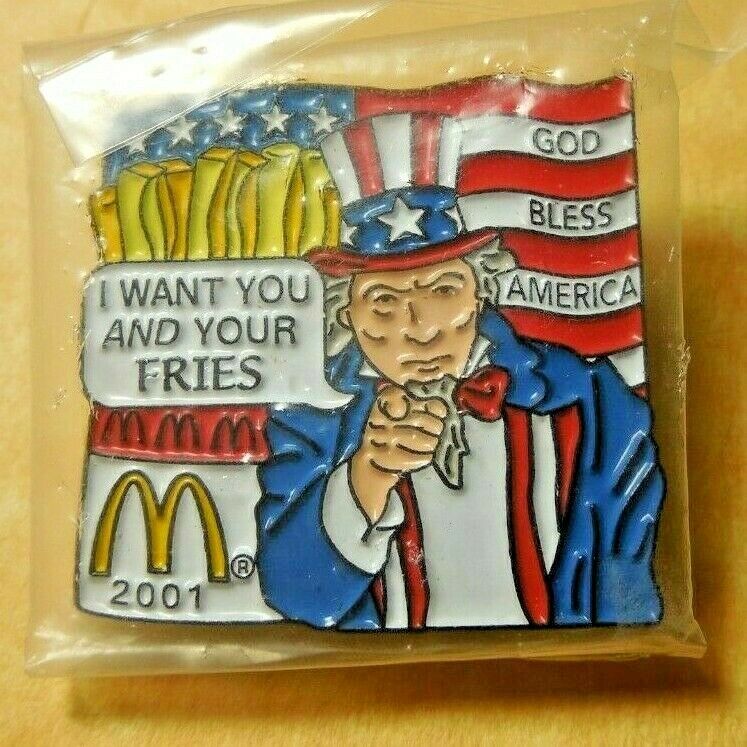 GOD
BLESS
AMERICA
I WANT YOU
AND YOUR
FRIES
M M M
M ®
2001